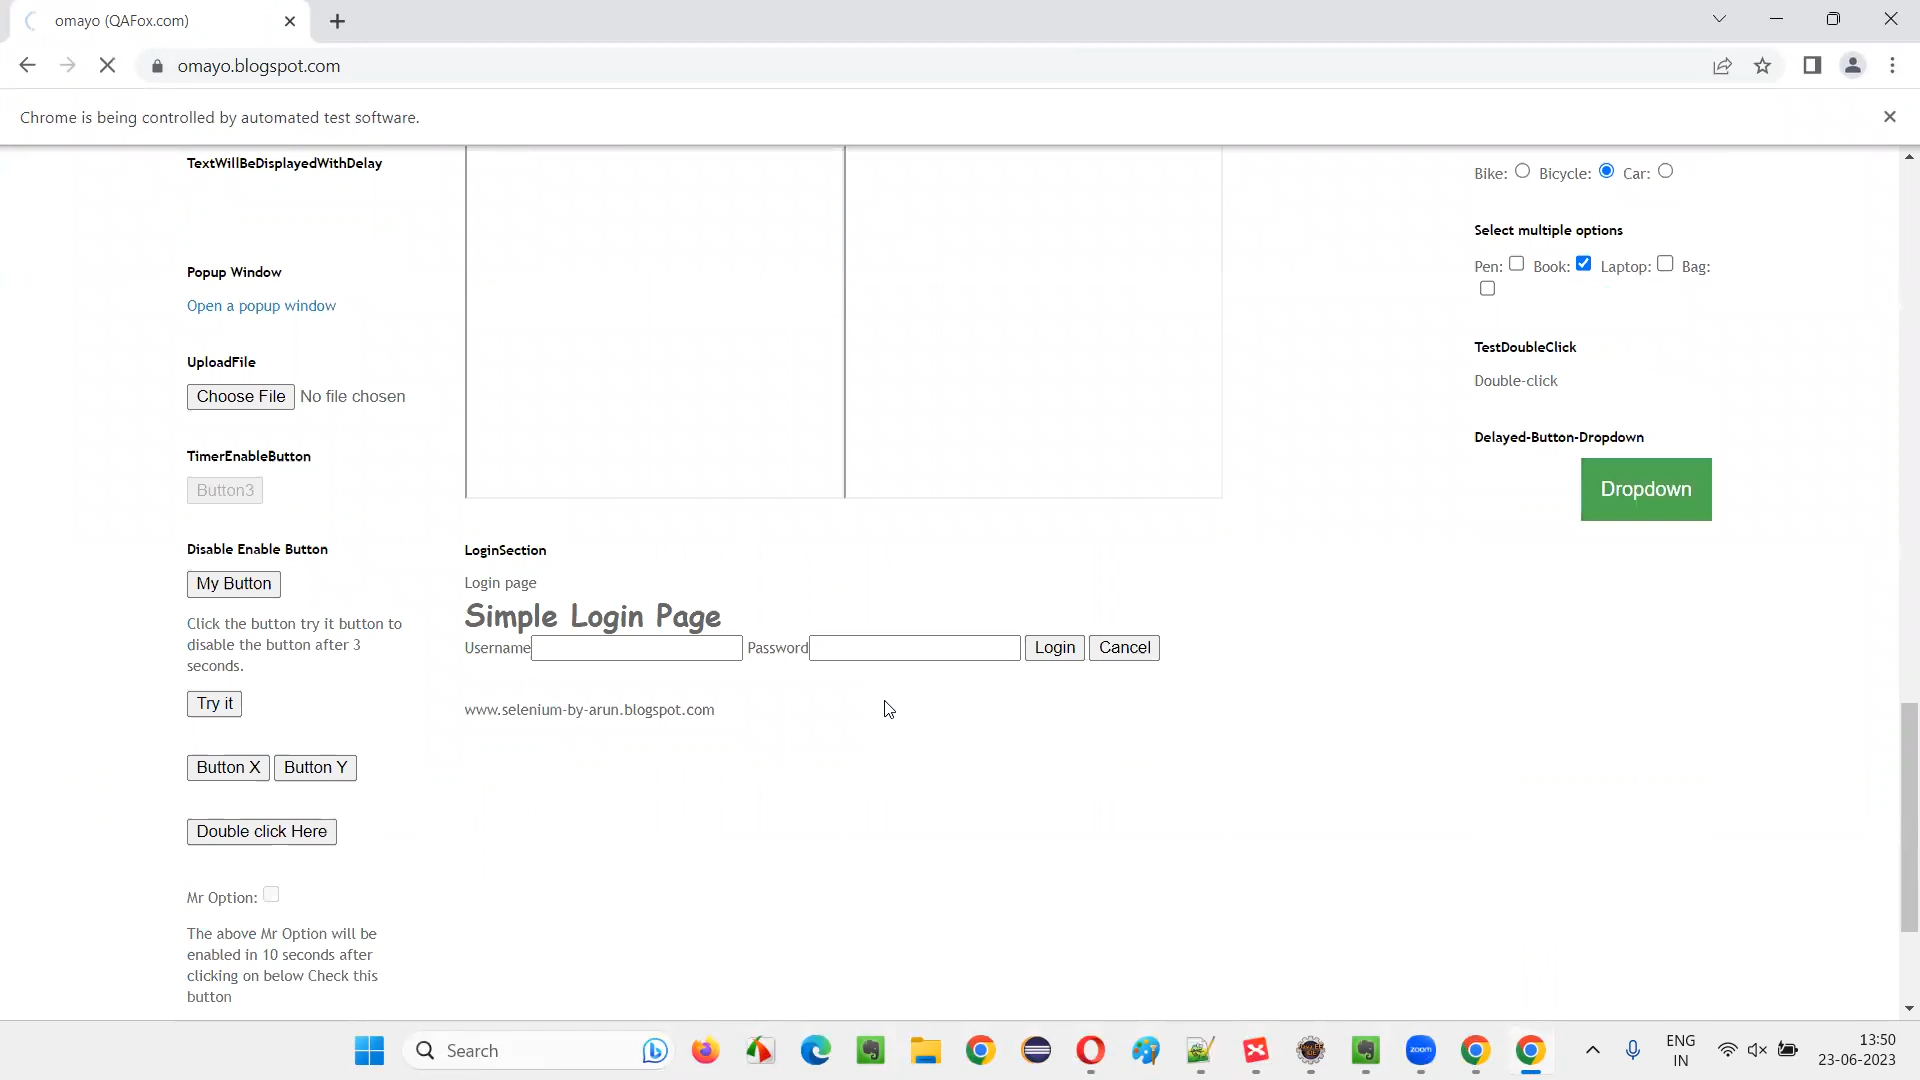 omayo (QAFox.com)
omayo.blogspot.com
Chrome is being controlled by automated test software.
TextWillBeDisplayedWithDelay
Popup Window
Open a popup window
UploadFile
Choose File No file chosen
TimerEnableButton
Button3
Disable Enable Button
My Button
Click the button try it button to
disable the button after 3
seconds.
Try it
Button X Button Y
Double click Here
Mr Option:
The above Mr Option will be
enabled in 10 seconds after
clicking on below Check this
button
LoginSection
Login page
Simple Login Page
Username Password Login Cancel
www.selenium-by-arun.blogspot.com
Bike: Bicycle: Car:
Select multiple options
Pen: Book: Laptop: Bag:
TestDoubleClick
Double-click
Delayed-Button-Dropdown
Dropdown
Search
zoom
ENG
IN
13:50
23-06-2023